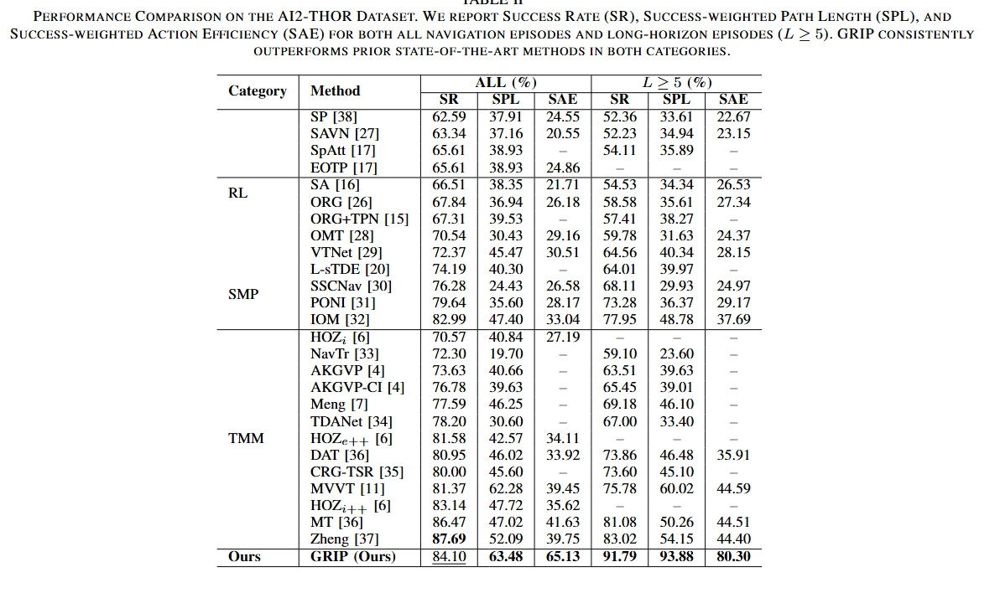 TABLE II
PERFORMANCE COMPARISON ON THE AI2-THOR DATASET. WE REPORT SUCCESS RATE (SR), SUCCESS-WEIGHTED PATH LENGTH (SPL), AND
SUCCESS-WEIGHTED ACTION EFFICIENCY (SAE) FOR BOTH ALL NAVIGATION EPISODES AND LONG-HORIZON EPISODES (L ≥ 5). GRIP CONSISTENTLY
OUTPERFORMS PRIOR STATE-OF-THE-ART METHODS IN BOTH CATEGORIES.
Category Method ALL (%) L ≥ 5 (%)
SR SPL SAE SR SPL SAE
SP [38] 62.59 37.91 24.55 52.36 33.61 22.67
SAVN [27] 63.34 37.16 20.55 52.23 34.94 23.15
SpAtt [17] 65.61 38.93 – 54.11 35.89 –
EOTP [17] 65.61 38.93 24.86 – – –
RL SA [16] 66.51 38.35 21.71 54.53 34.34 26.53
ORG [26] 67.84 36.94 26.18 58.58 35.61 27.34
ORG+TPN [15] 67.31 39.53 – 57.41 38.27 –
OMT [28] 70.54 30.43 29.16 59.78 31.63 24.37
VTNet [29] 72.37 45.47 30.51 64.56 40.34 28.15
L-sTDE [20] 74.19 40.30 – 64.01 39.97 –
SMP SSCNav [30] 76.28 24.43 26.58 68.11 29.93 24.97
PONI [31] 79.64 35.60 28.17 73.28 36.37 29.17
IOM [32] 82.99 47.40 33.04 77.95 48.78 37.69
HOZi [6] 70.57 40.84 27.19 – – –
NavTr [33] 72.30 19.70 – 59.10 23.60 –
AKGVP [4] 73.63 40.66 – 63.51 39.63 –
AKGVP-CI [4] 76.78 39.63 – 65.45 39.01 –
Meng [7] 77.59 46.25 – 69.18 46.10 –
TDANet [34] 78.20 30.60 – 67.00 33.40 –
TMM HOZe++ [6] 81.58 42.57 34.11 – – –
DAT [36] 80.95 46.02 33.92 73.86 46.48 35.91
CRG-TSR [35] 80.00 45.60 – 73.60 45.10 –
MVVT [11] 81.37 62.28 39.45 75.78 60.02 44.59
HOZi++ [6] 83.14 47.72 35.62 – – –
MT [36] 86.47 47.02 41.63 81.08 50.26 44.51
Zheng [37] 87.69 52.09 39.75 83.02 54.15 44.40
Ours GRIP (Ours) 84.10 63.48 65.13 91.79 93.88 80.30